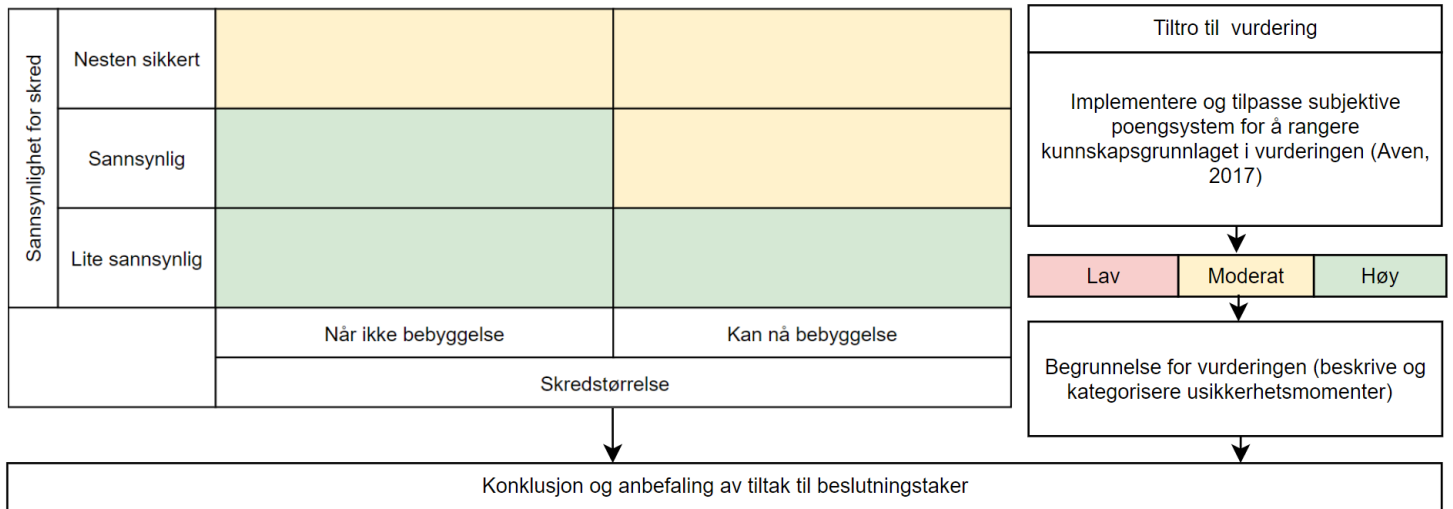 Sannsynlighet for skred
Nesten sikkert
Sannsynlig
Lite sannsynlig
Når ikke bebyggelse
Kan nå bebyggelse
Skredstørrelse
Tiltro til vurdering
Implementere og tilpasse subjektive
poengsystem for å rangere
kunnskapsgrunnlaget i vurderingen (Aven,
2017)
Lav
Moderat
Høy
Begrunnelse for vurderingen (beskrive og
kategorisere usikkerhetsmomenter)
Konklusjon og anbefaling av tiltak til beslutningstaker